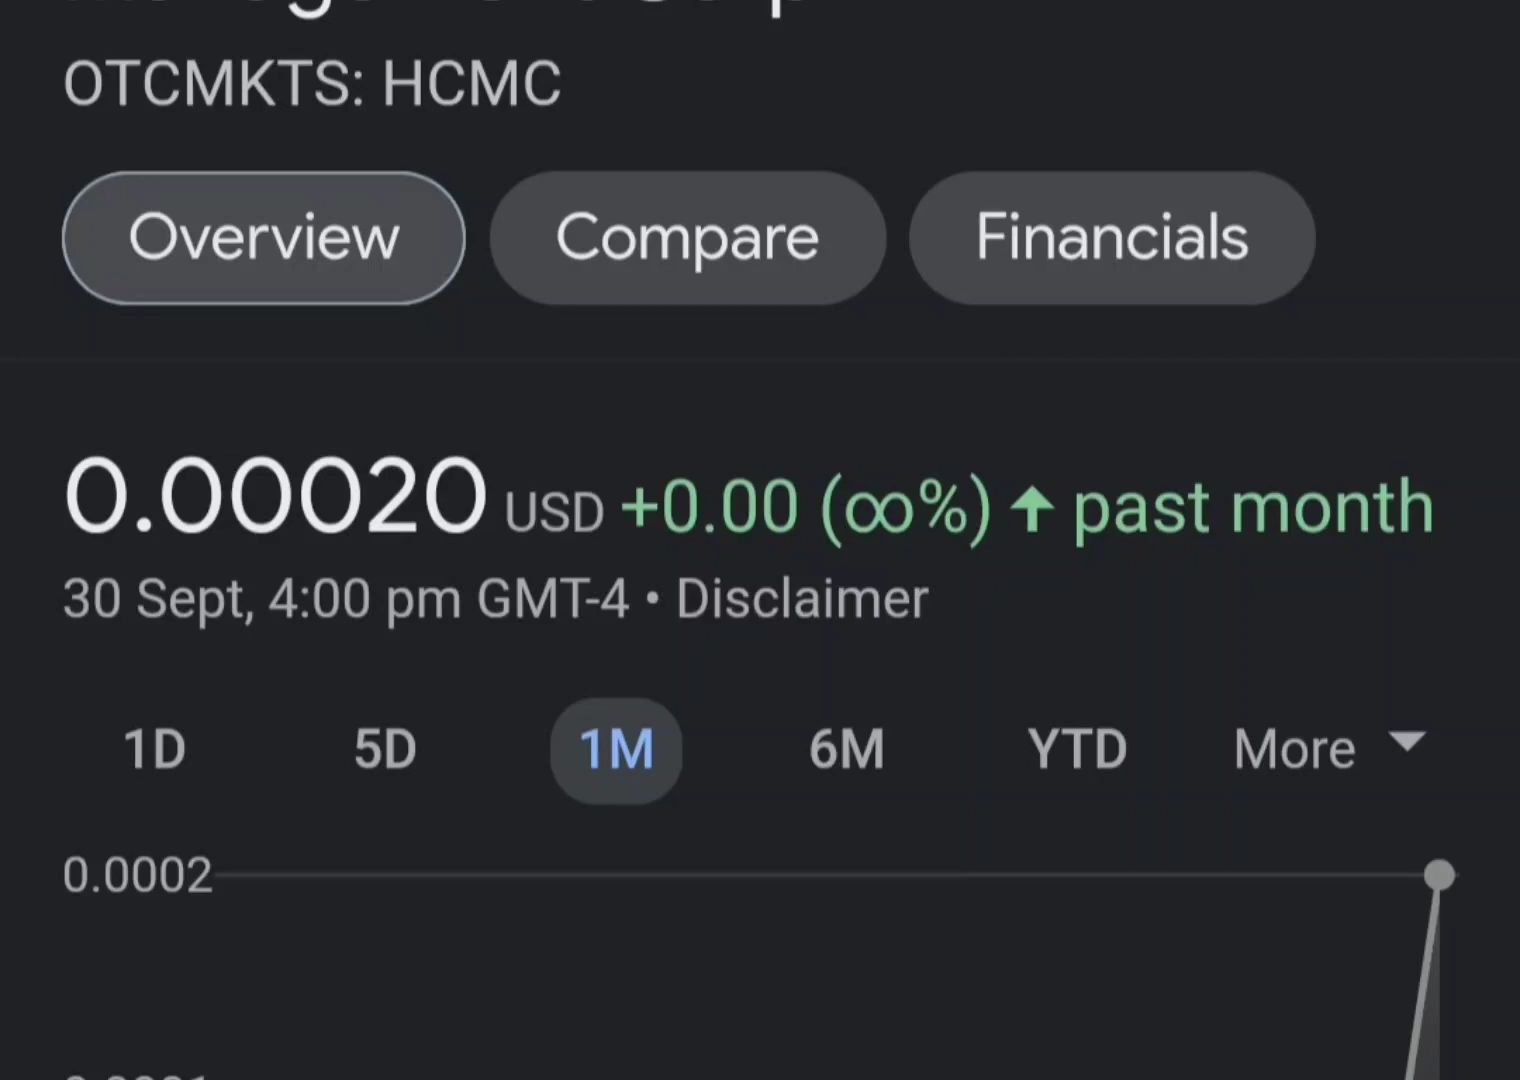 OTCMKTS: HCMC
Overview Compare Financials
0.00020 USD +0.00 (∞%) ↑ past month
30 Sept, 4:00 pm GMT-4 • Disclaimer
1D 5D 1M 6M YTD More
0.0002